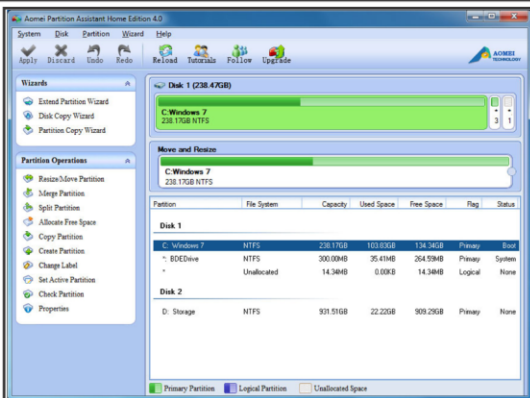 Aomei Partition Assistant Home Edition 4.0
System Disk Partition Wizard Help
Apply Discard Undo Redo Reload Tutorials Follow Upgrade
AOMEI
TECHNOLOGY
Wizards
Extend Partition Wizard
Disk Copy Wizard
Partition Copy Wizard
Partition Operations
Resize/Move Partition
Merge Partition
Split Partition
Allocate Free Space
Copy Partition
Create Partition
Change Label
Set Active Partition
Check Partition
Properties
Disk 1 (238.47GB)
C:Windows 7
238.17GB NTFS
* *
3 1
Move and Resize
C:Windows 7
238.17GB NTFS
Partition File System Capacity Used Space Free Space Flag Status
Disk 1
C: Windows 7 NTFS 238.17GB 103.83GB 134.34GB Primary Boot
*: BDEDrive NTFS 300.00MB 35.41MB 264.59MB Primary System
* Unallocated 14.34MB 0.00KB 14.34MB Logical None
Disk 2
D: Storage NTFS 931.51GB 22.22GB 909.29GB Primary None
Primary Partition Logical Partition Unallocated Space